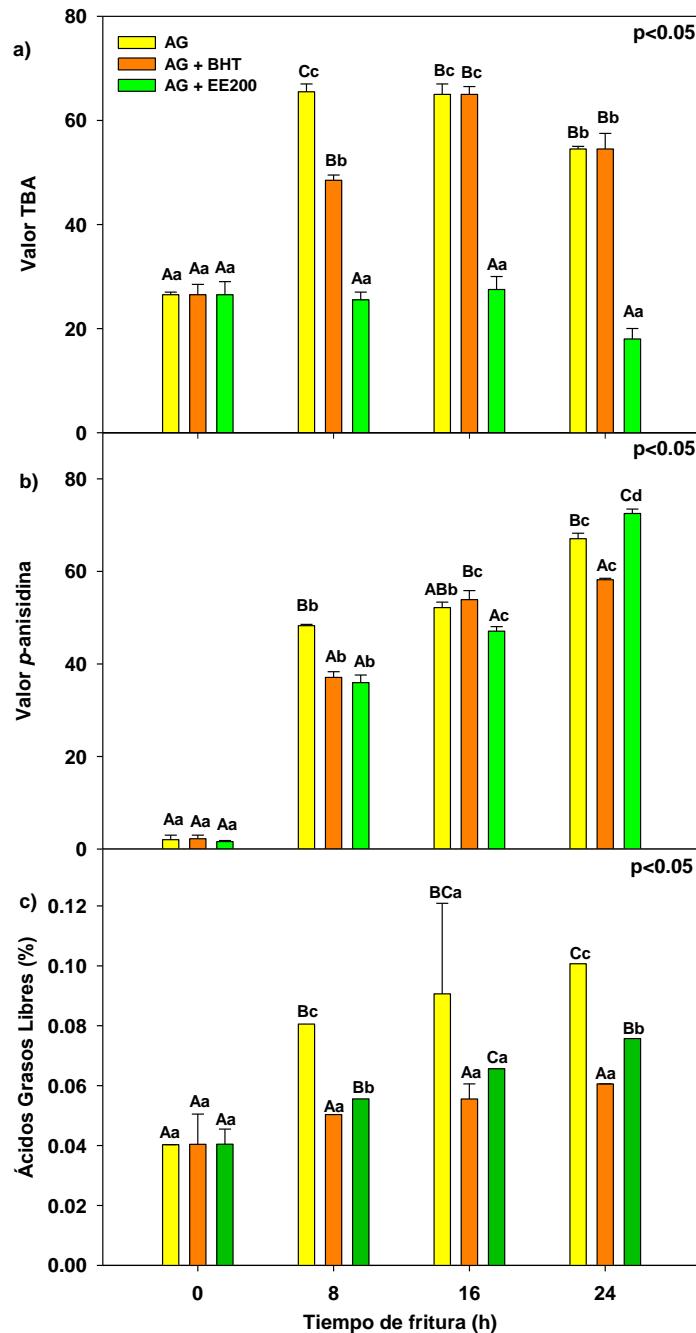 a)
p<0.05
AG
AG + BHT
AG + EE200
Valor TBA
80
60
40
20
0
Aa Aa Aa
Cc Bb Aa
Bc Bc Aa
Bb Bb Aa
b)
p<0.05
Valor p-anisidina
80
60
40
20
0
Aa Aa Aa
Bb Ab Ab
ABb Bc Ac
Bc Ac Cd
c)
p<0.05
Ácidos Grasos Libres (%)
0.12
0.10
0.08
0.06
0.04
0.02
0.00
Aa Aa Aa
Bc Aa Bb
BCa Aa Ca
Cc Aa Bb
0 8 16 24
Tiempo de fritura (h)